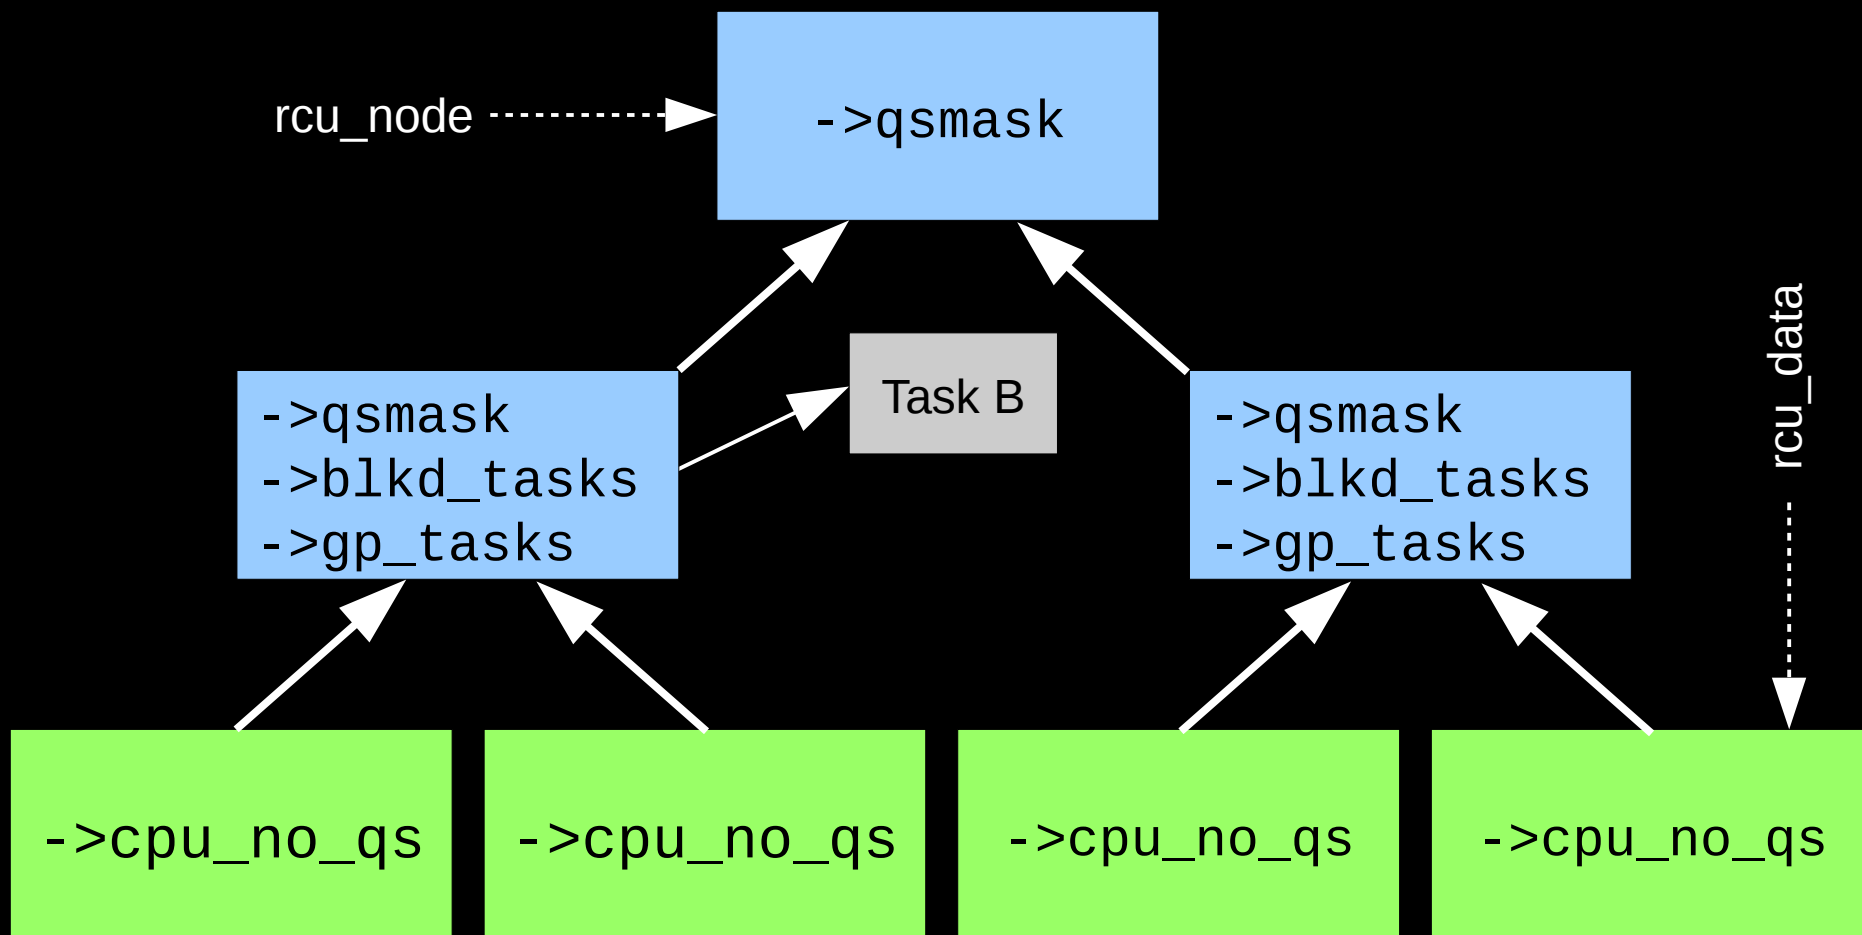 rcu_node
->qsmask
rcu_data
Task B
->qsmask
->blkd_tasks
->gp_tasks
->qsmask
->blkd_tasks
->gp_tasks
->cpu_no_qs
->cpu_no_qs
->cpu_no_qs
->cpu_no_qs